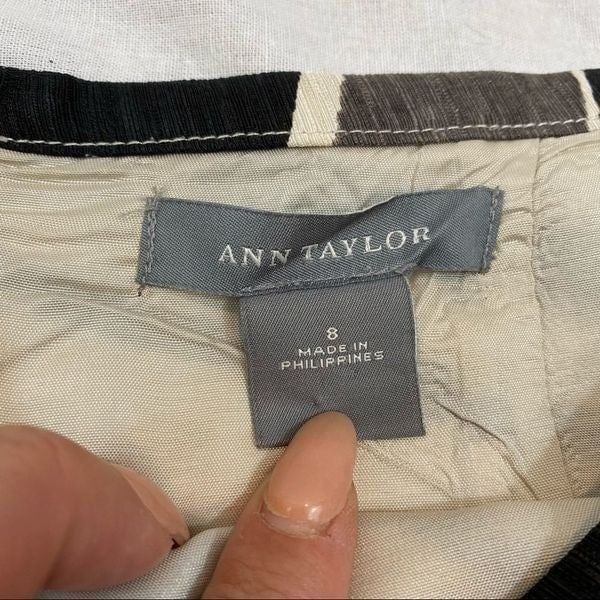 ANN TAYLOR
8
MADE IN
PHILIPPINES